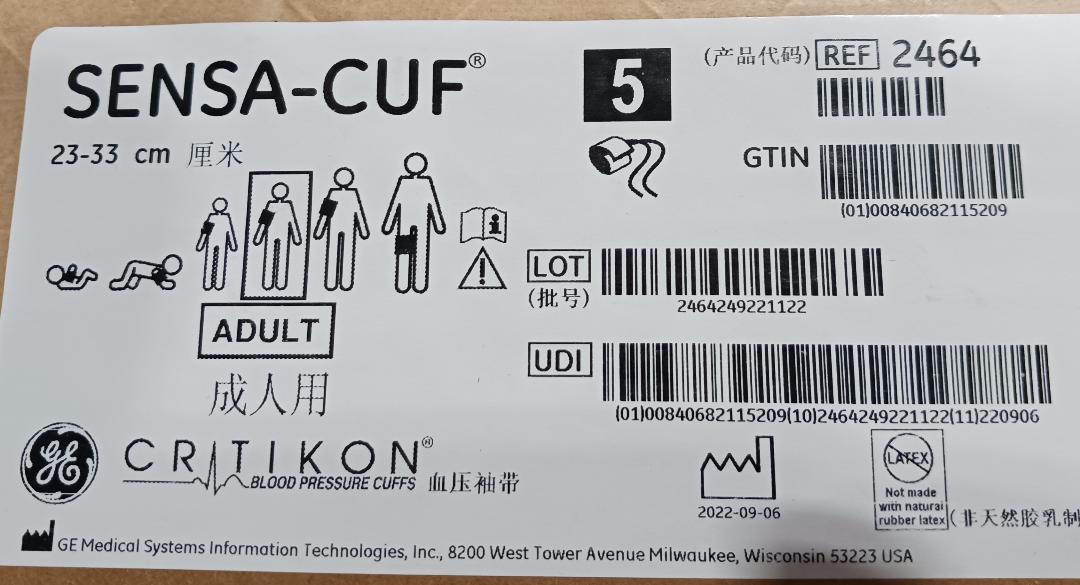 SENSA-CUF®
5
(产品代码) REF 2464
23-33 cm 厘米
GTIN
(01)00840682115209
LOT
(批号)
2464249221122
ADULT
成人用
UDI
(01)00840682115209(10)2464249221122(11)220906
GE
CRITIKON®
BLOOD PRESSURE CUFFS 血压袖带
2022-09-06
LATEX
Not made
with natural
rubber latex
(非天然胶乳制
GE Medical Systems Information Technologies, Inc., 8200 West Tower Avenue Milwaukee, Wisconsin 53223 USA